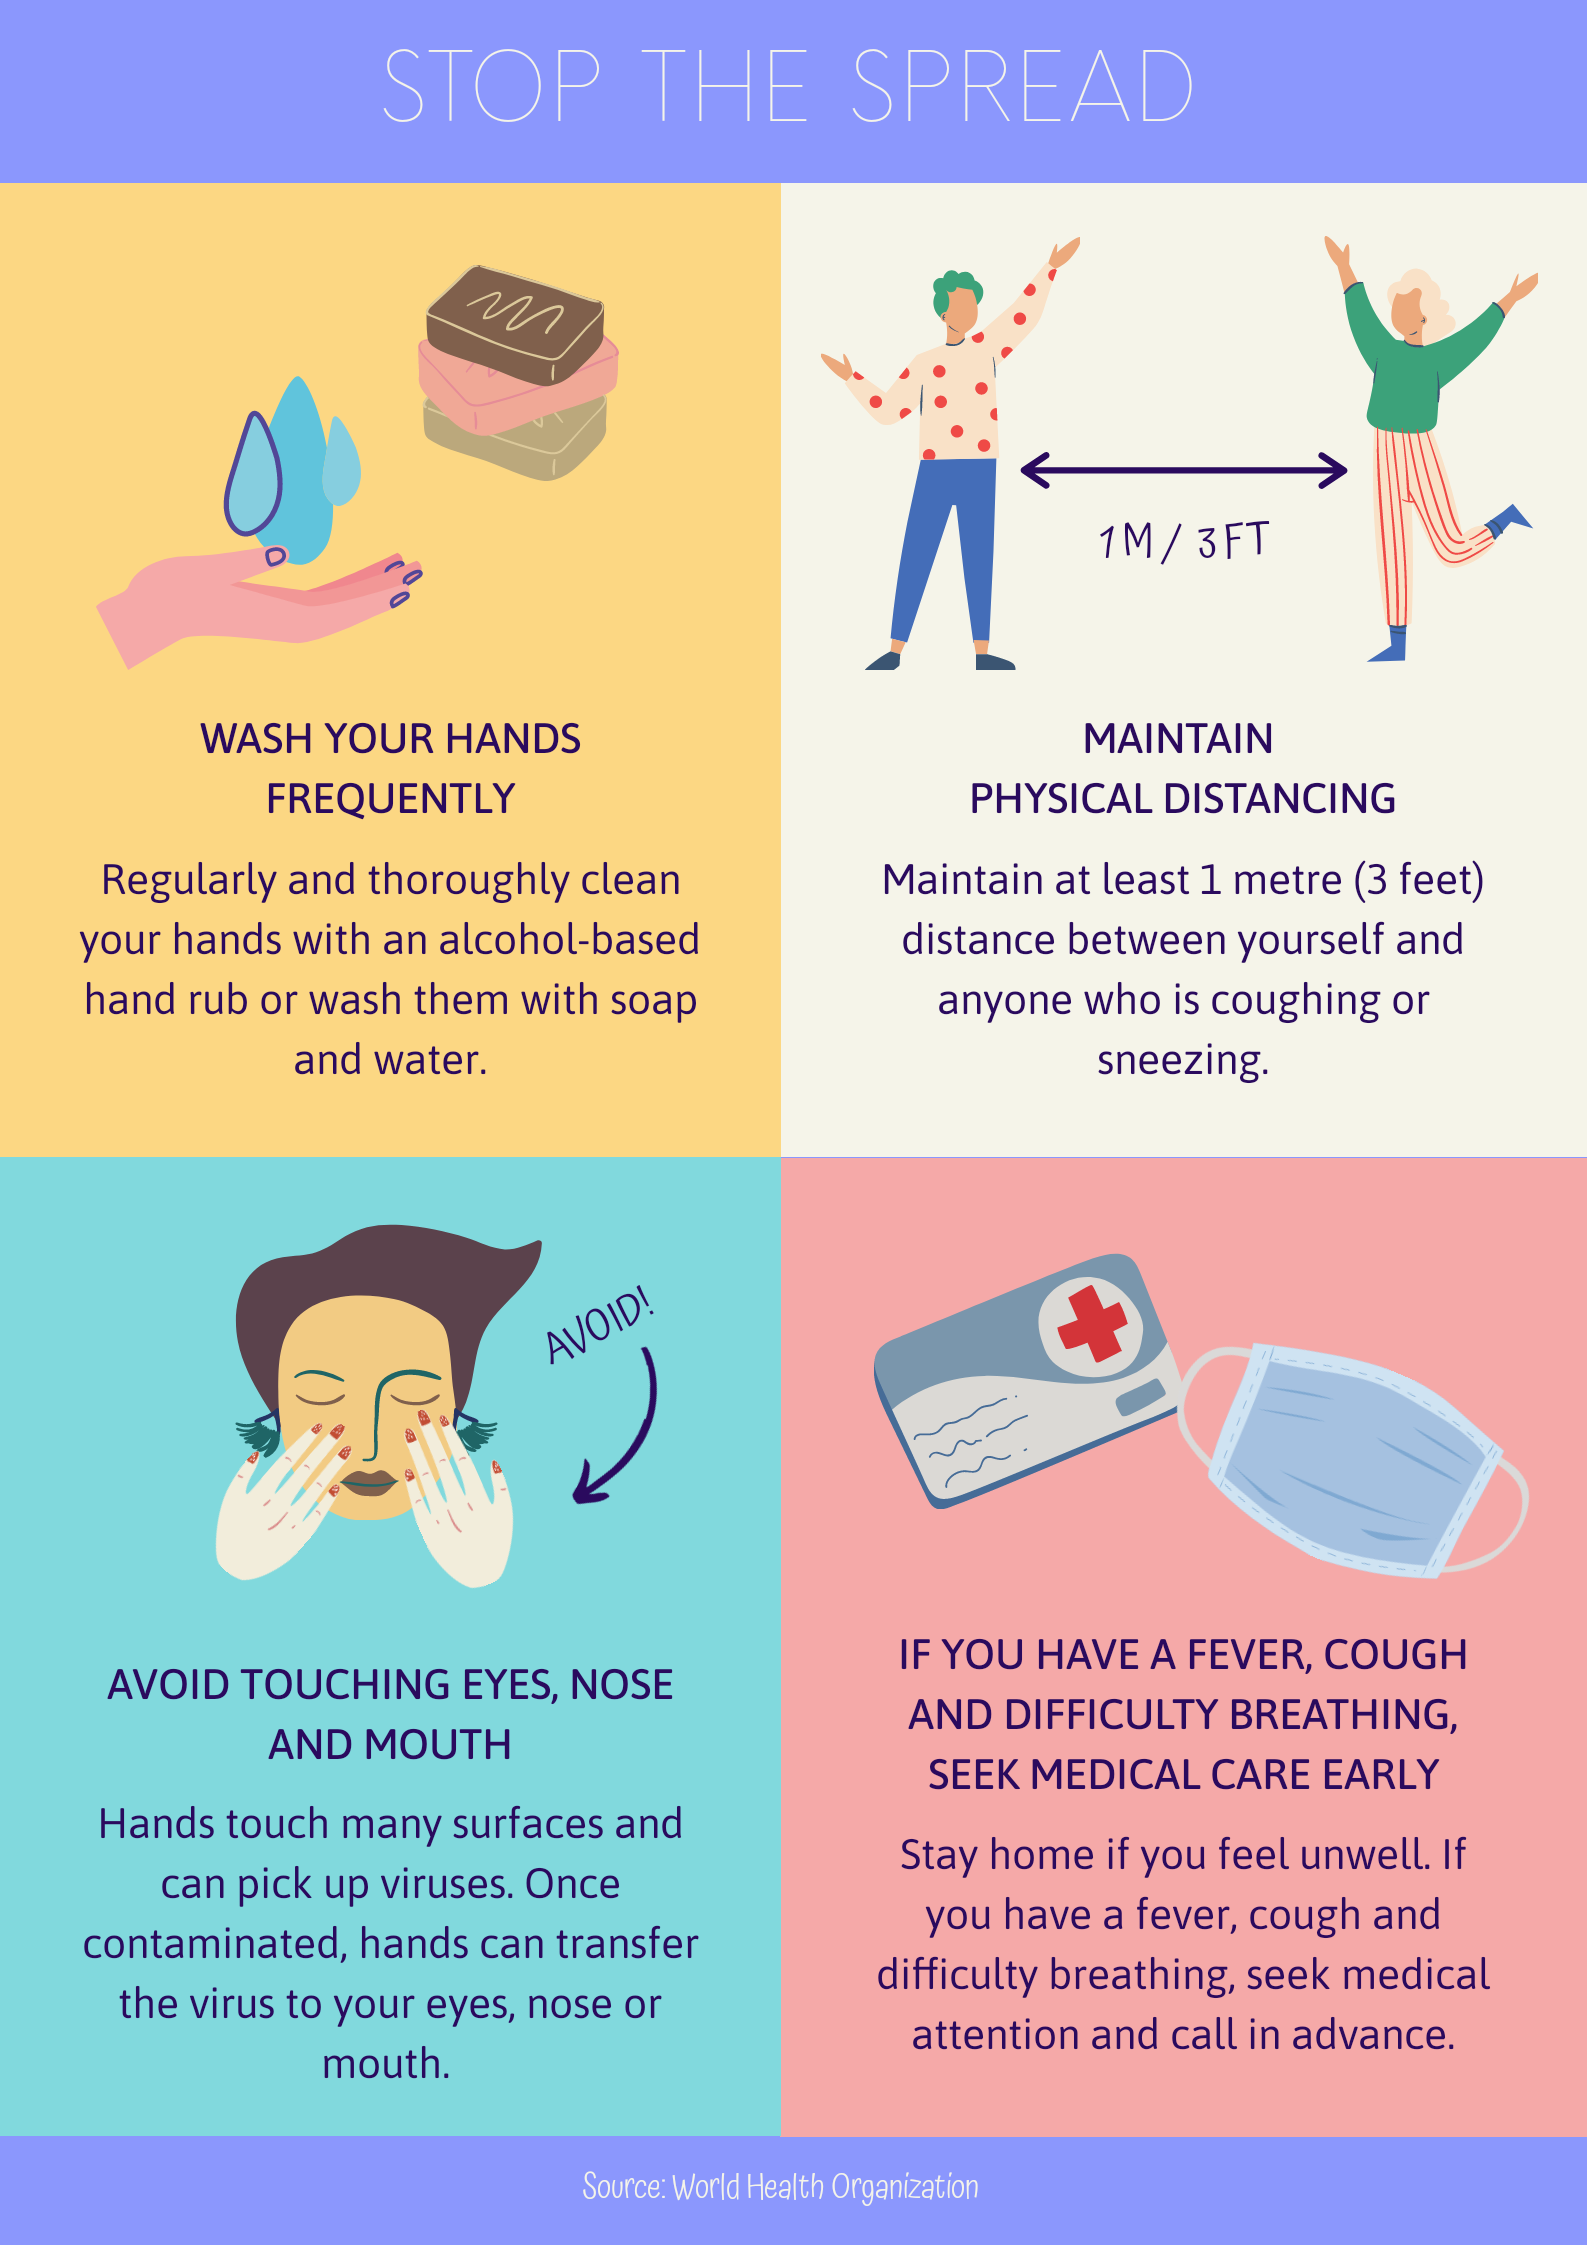 STOP THE SPREAD
WASH YOUR HANDS
FREQUENTLY
Regularly and thoroughly clean
your hands with an alcohol-based
hand rub or wash them with soap
and water.
1M/ 3FT
MAINTAIN
PHYSICAL DISTANCING
Maintain at least 1 metre (3 feet)
distance between yourself and
anyone who is coughing or
sneezing.
AVOID!
AVOID TOUCHING EYES, NOSE
AND MOUTH
Hands touch many surfaces and
can pick up viruses. Once
contaminated, hands can transfer
the virus to your eyes, nose or
mouth.
IF YOU HAVE A FEVER, COUGH
AND DIFFICULTY BREATHING,
SEEK MEDICAL CARE EARLY
Stay home if you feel unwell. If
you have a fever, cough and
difficulty breathing, seek medical
attention and call in advance.
Source: World Health Organization